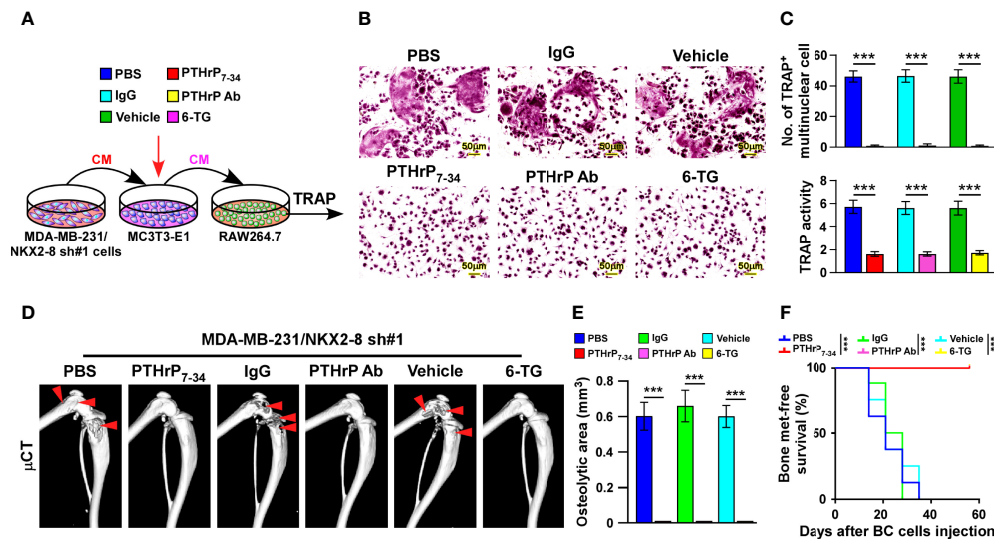 A
PBS
PTHrP7-34
IgG
PTHrP Ab
Vehicle
6-TG
CM
CM
TRAP
MDA-MB-231/
NKX2-8 sh#1 cells
MC3T3-E1
RAW264.7
B
PBS
IgG
Vehicle
50μm
50μm
50μm
PTHrP7-34
PTHrP Ab
6-TG
50μm
50μm
50μm
C
No. of TRAP+
multinuclear cell
60
40
20
0
***
***
***
TRAP activity
8
6
4
2
0
***
***
***
D
MDA-MB-231/NKX2-8 sh#1
PBS
PTHrP7-34
IgG
PTHrP Ab
Vehicle
6-TG
μCT
E
PBS
IgG
Vehicle
PTHrP7-34
PTHrP Ab
6-TG
Osteolytic area (mm3)
0.8
0.6
0.4
0.2
0
***
***
***
F
PBS
IgG
Vehicle
PTHrP7-34
PTHrP Ab
6-TG
***
***
***
Bone met-free
survival (%)
100
50
0
0
20
40
60
Days after BC cells injection